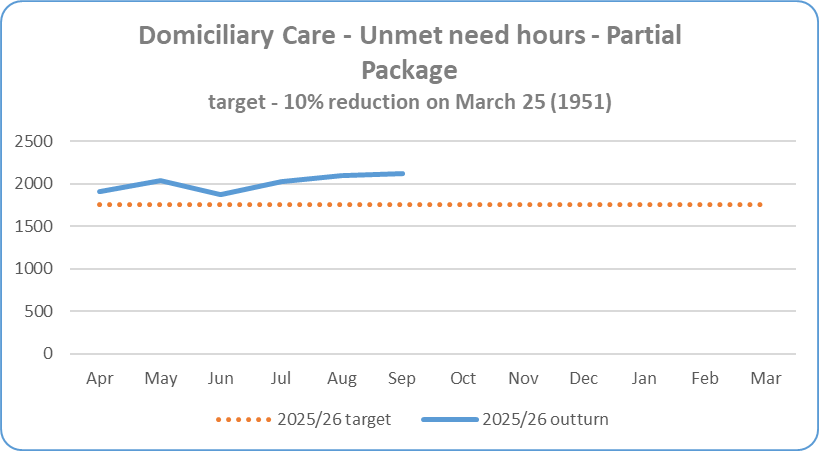 Domiciliary Care - Unmet need hours - Partial
Package
target - 10% reduction on March 25 (1951)
2500
2000
1500
1000
500
0
Apr May Jun Jul Aug Sep Oct Nov Dec Jan Feb Mar
2025/26 target 2025/26 outturn